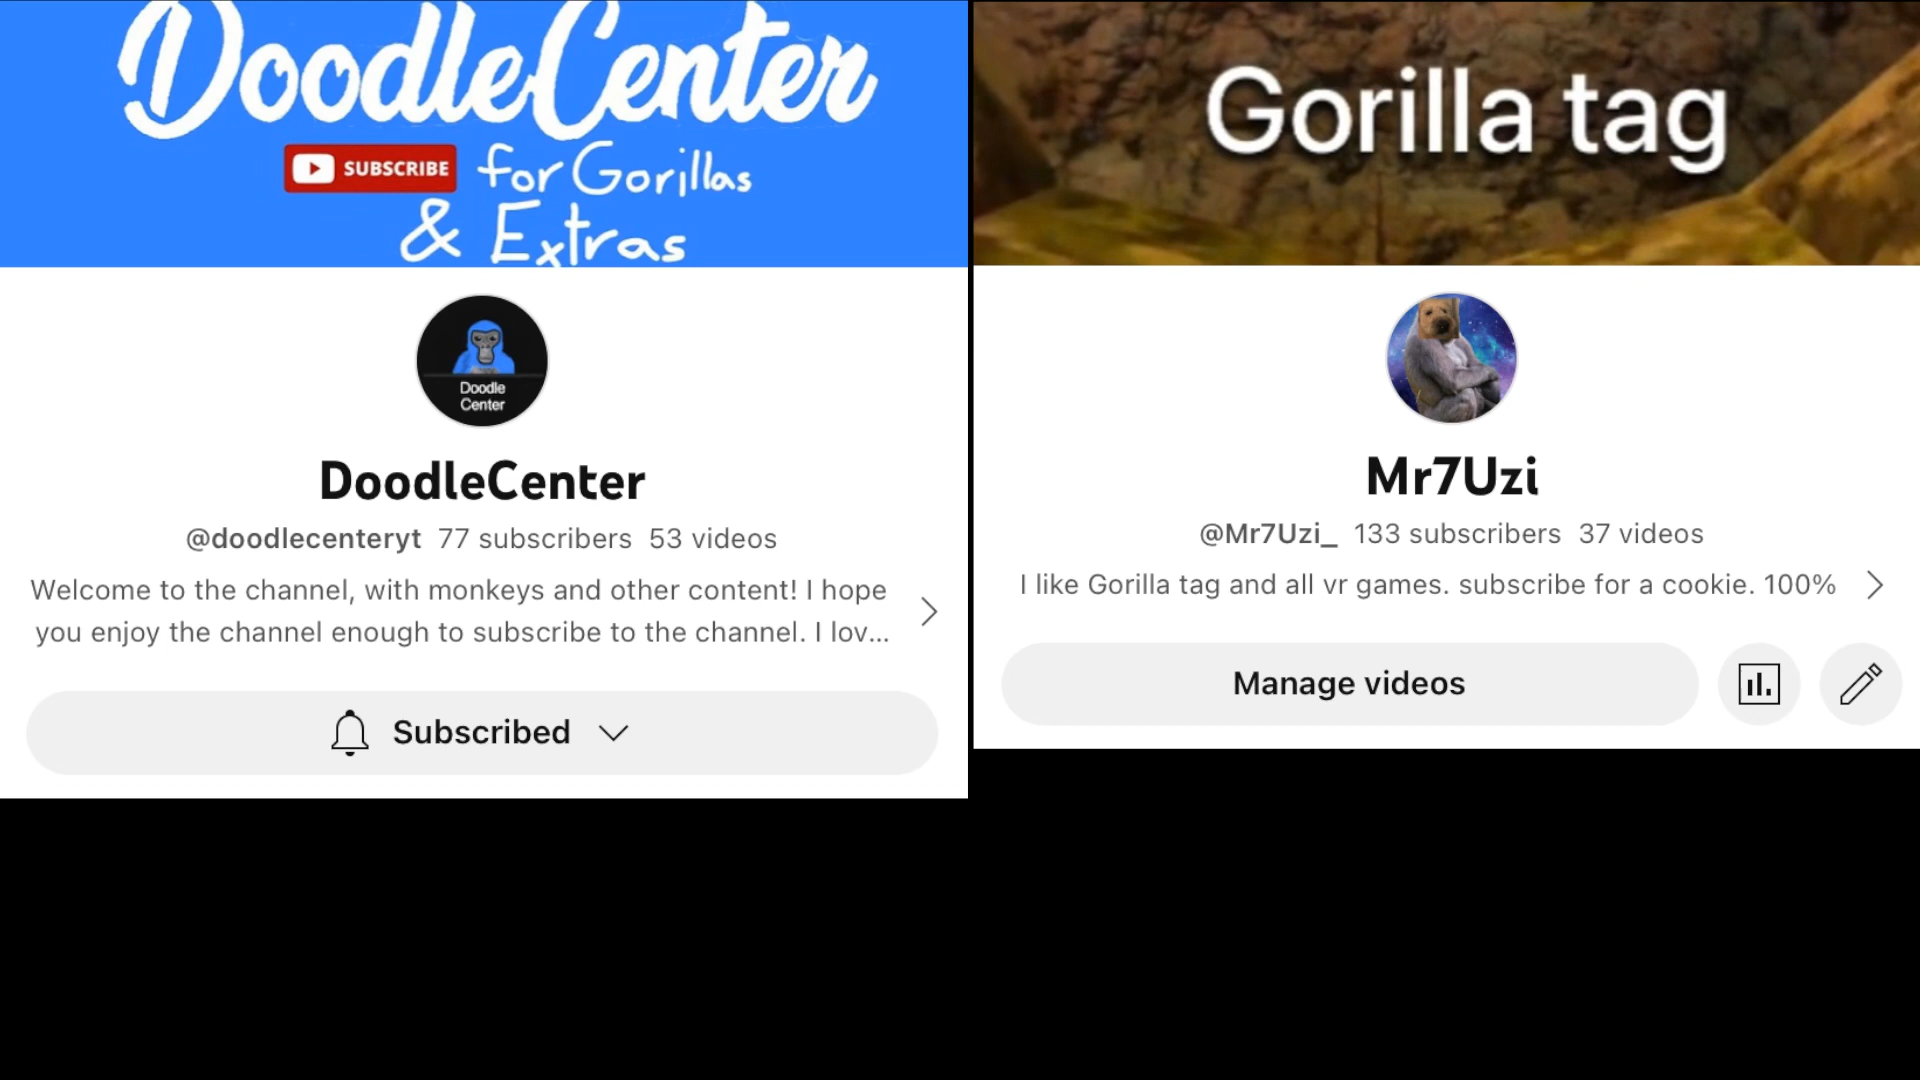 DoodleCenter
SUBSCRIBE for Gorillas
& Extras
Doodle
Center
DoodleCenter
@doodlecenteryt 77 subscribers 53 videos
Welcome to the channel, with monkeys and other content! I hope
you enjoy the channel enough to subscribe to the channel. I lov...
Subscribed
Gorilla tag
Mr7Uzi
@Mr7Uzi_ 133 subscribers 37 videos
I like Gorilla tag and all vr games. subscribe for a cookie. 100%
Manage videos